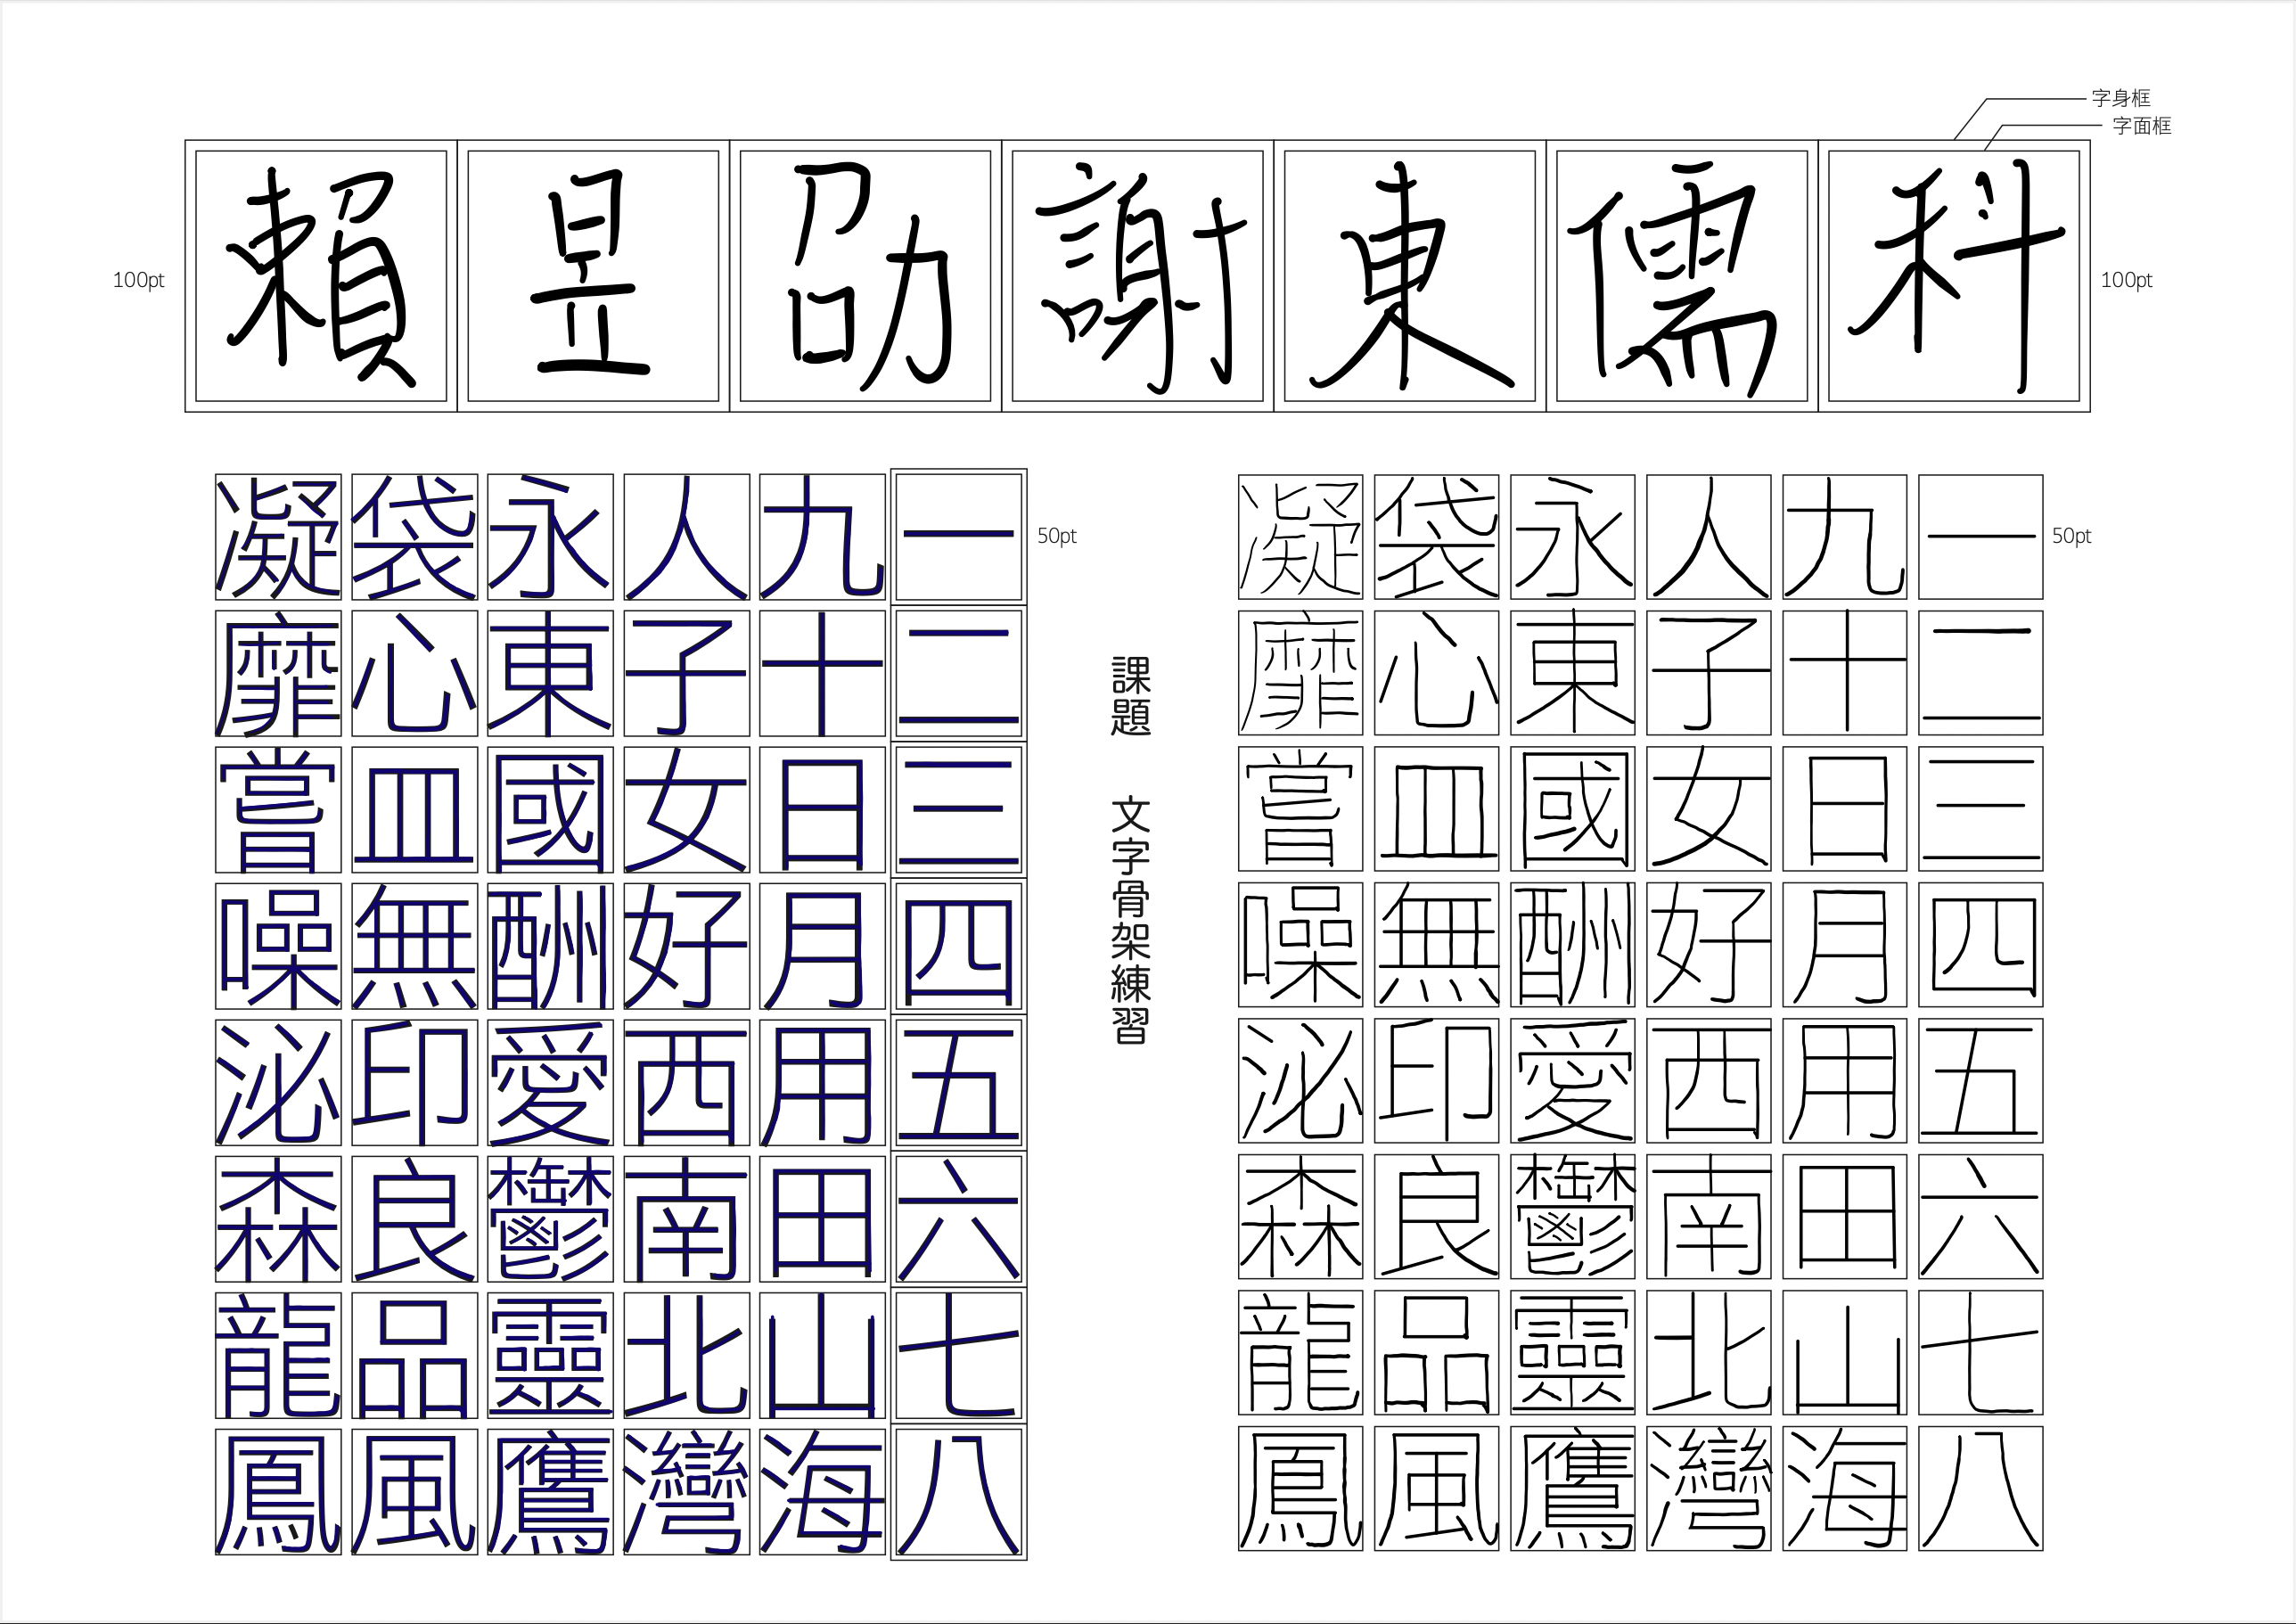 字身框
字面框
100pt
賴昱劭謝東儒科
100pt
50pt
一二三四五六七八
九十日月用田山海
人子女好西南北灣
永東國酬愛鬱靈鷹
袋心皿無印良品風
凝靡嘗噪泌森龍鳳
課題 文字骨架練習
50pt
一二三四五六七八
九十日月用田山海
人子女好西南北灣
永東國酬愛鬱靈鷹
袋心皿無印良品風
凝靡嘗噪泌森龍鳳